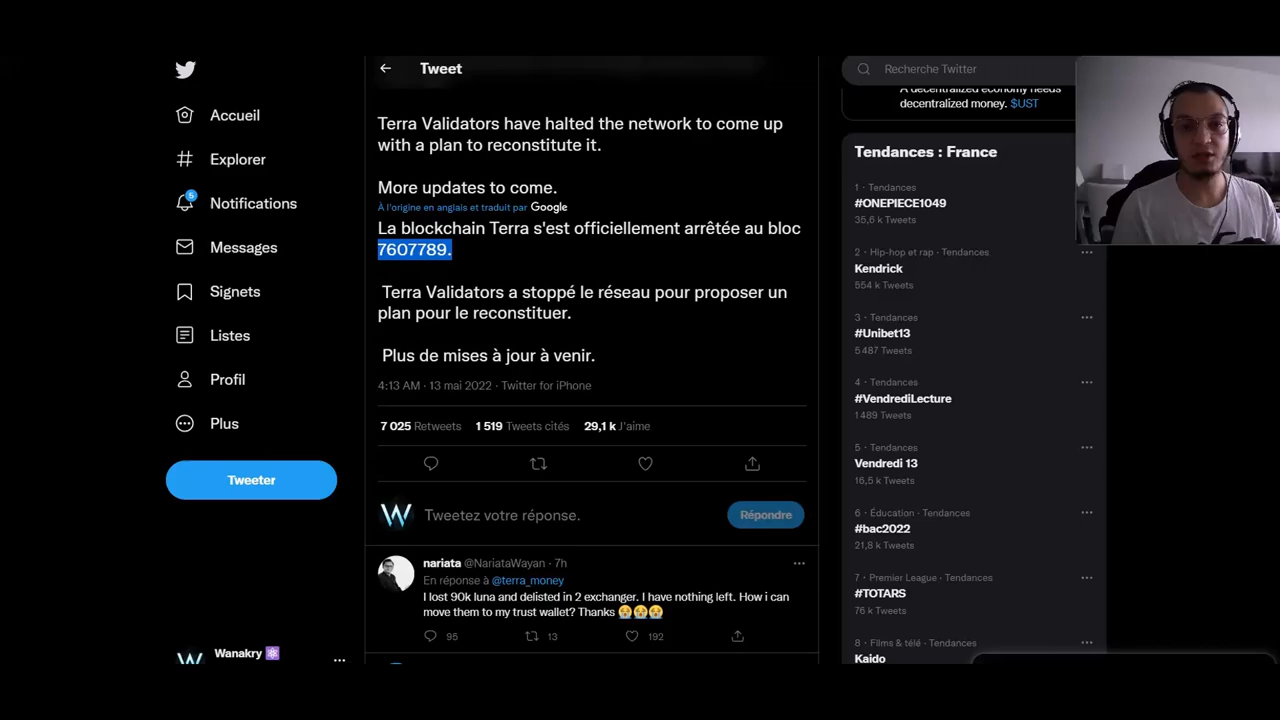 Accueil
Explorer
5
Notifications
Messages
Signets
Listes
Profil
Plus
Tweeter
Wanakry
Tweet
Terra Validators have halted the network to come up
with a plan to reconstitute it.
More updates to come.
À l'origine en anglais et traduit par Google
La blockchain Terra s'est officiellement arrêtée au bloc
7607789.
Terra Validators a stoppé le réseau pour proposer un
plan pour le reconstituer.
Plus de mises à jour à venir.
4:13 AM · 13 mai 2022 · Twitter for iPhone
7 025 Retweets 1 519 Tweets cités 29,1 k J'aime
Tweetez votre réponse.
Répondre
nariata @NariataWayan · 7h
En réponse à @terra_money
I lost 90k luna and delisted in 2 exchanger. I have nothing left. How i can
move them to my trust wallet? Thanks 😭😭😭
95 13 192
Recherche Twitter
A decentralized economy needs
decentralized money. $UST
Tendances : France
1 · Tendances
#ONEPIECE1049
35,6 k Tweets
2 · Hip-hop et rap · Tendances
Kendrick
554 k Tweets
3 · Tendances
#Unibet13
5 487 Tweets
4 · Tendances
#VendrediLecture
1 489 Tweets
5 · Tendances
Vendredi 13
16,5 k Tweets
6 · Éducation · Tendances
#bac2022
21,8 k Tweets
7 · Premier League · Tendances
#TOTARS
76 k Tweets
8 · Films & télé · Tendances
Kaido